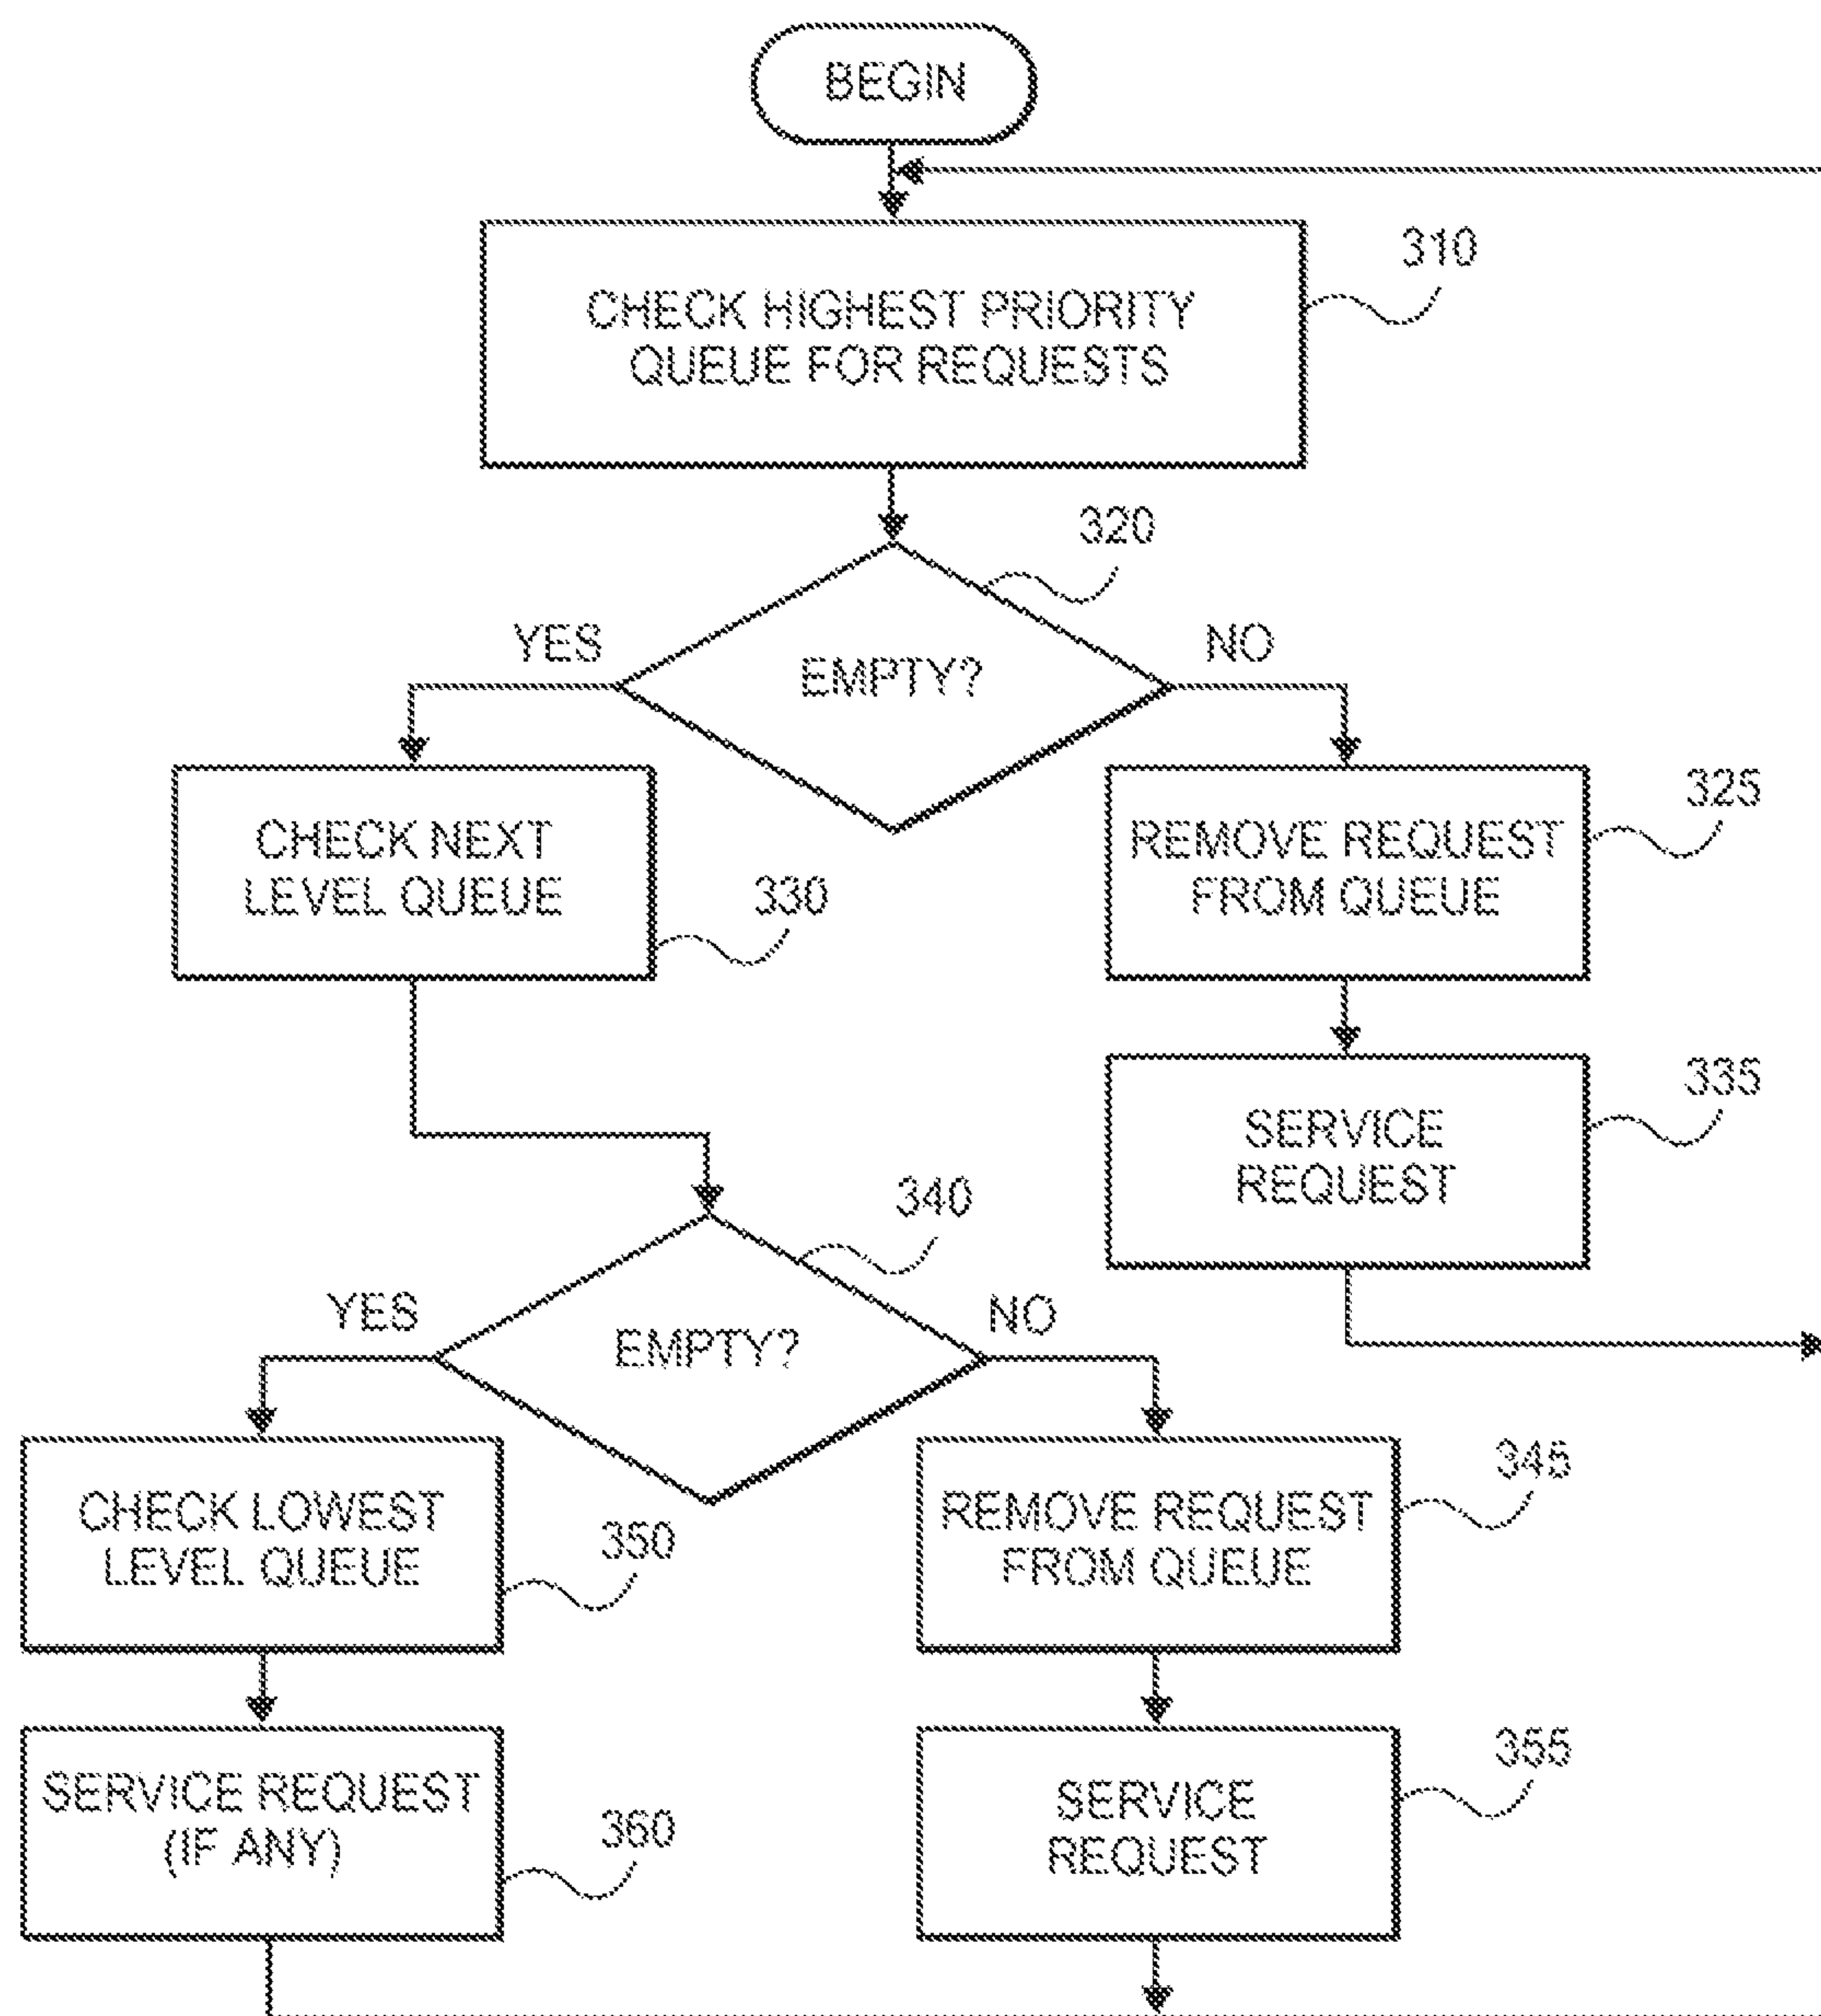 BEGIN
310
CHECK HIGHEST PRIORITY
QUEUE FOR REQUESTS
320
YES
EMPTY?
NO
CHECK NEXT
LEVEL QUEUE
330
REMOVE REQUEST
FROM QUEUE
325
SERVICE
REQUEST
335
340
YES
EMPTY?
NO
CHECK LOWEST
LEVEL QUEUE
350
REMOVE REQUEST
FROM QUEUE
345
SERVICE REQUEST
(IF ANY)
360
SERVICE
REQUEST
355